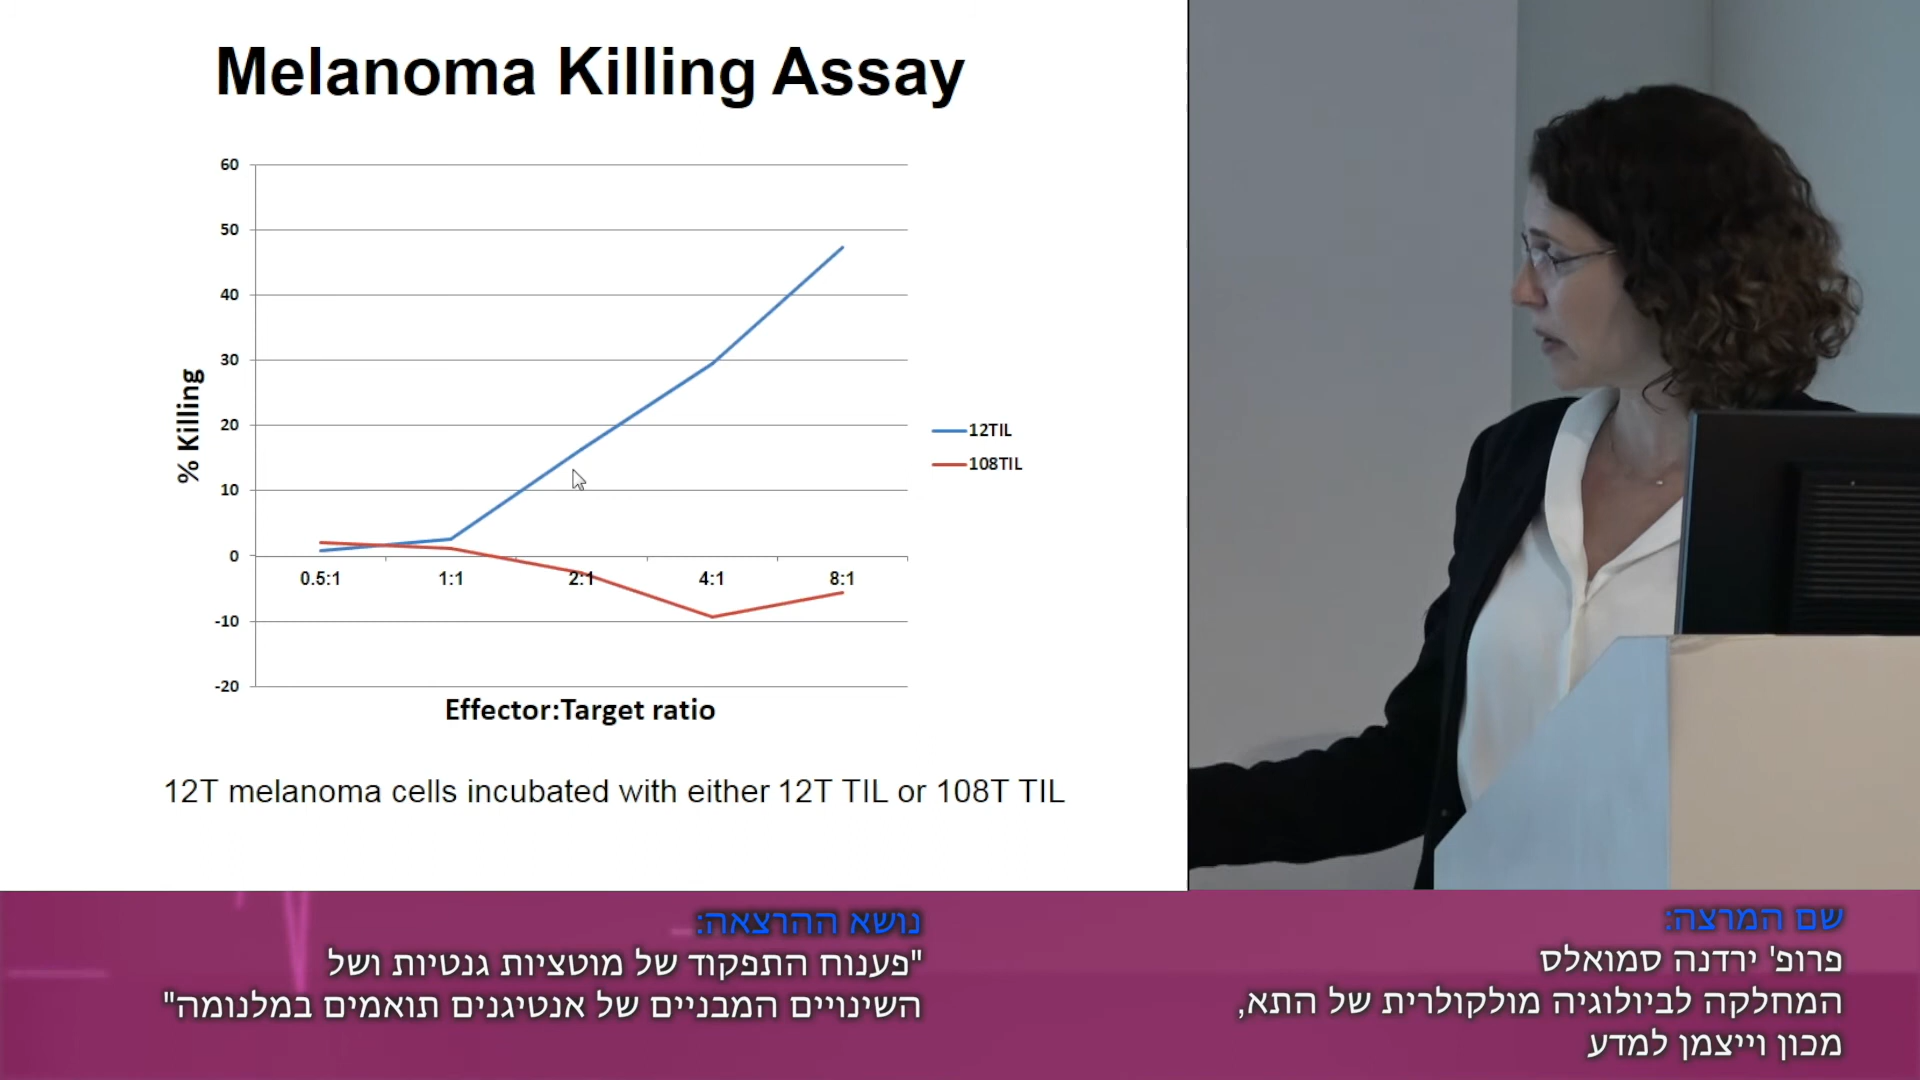 Melanoma Killing Assay
60
50
40
30
20
10
0
-10
-20
% Killing
0.5:1 1:1 2:1 4:1 8:1
Effector:Target ratio
12TIL
108TIL
12T melanoma cells incubated with either 12T TIL or 108T TIL
שם המרצה:
פרופ' ירדנה סמואלס
המחלקה לביולוגיה מולקולרית של התא,
מכון וייצמן למדע
נושא ההרצאה:
"פענוח התפקוד של מוטציות גנטיות ושל
השינויים המבניים של אנטיגנים תואמים במלנומה"